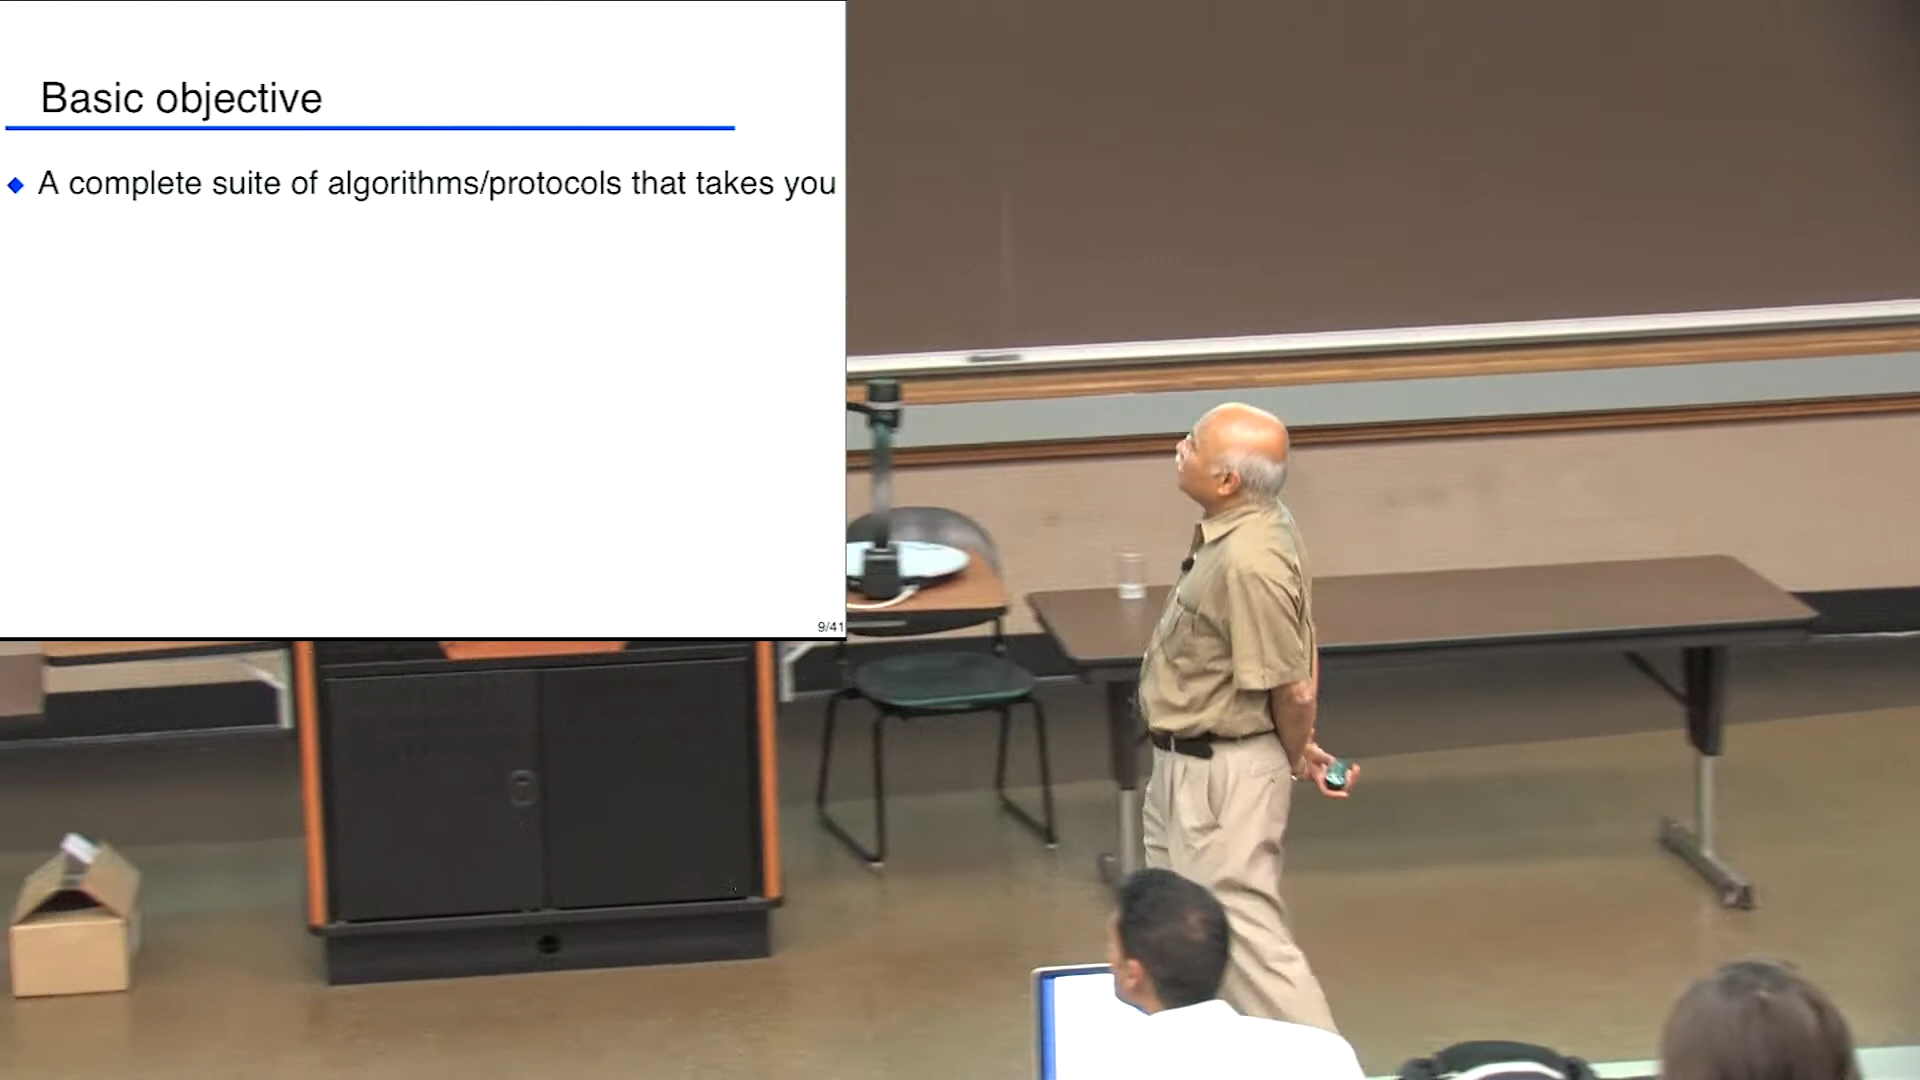 Basic objective
◆ A complete suite of algorithms/protocols that takes you
9/41